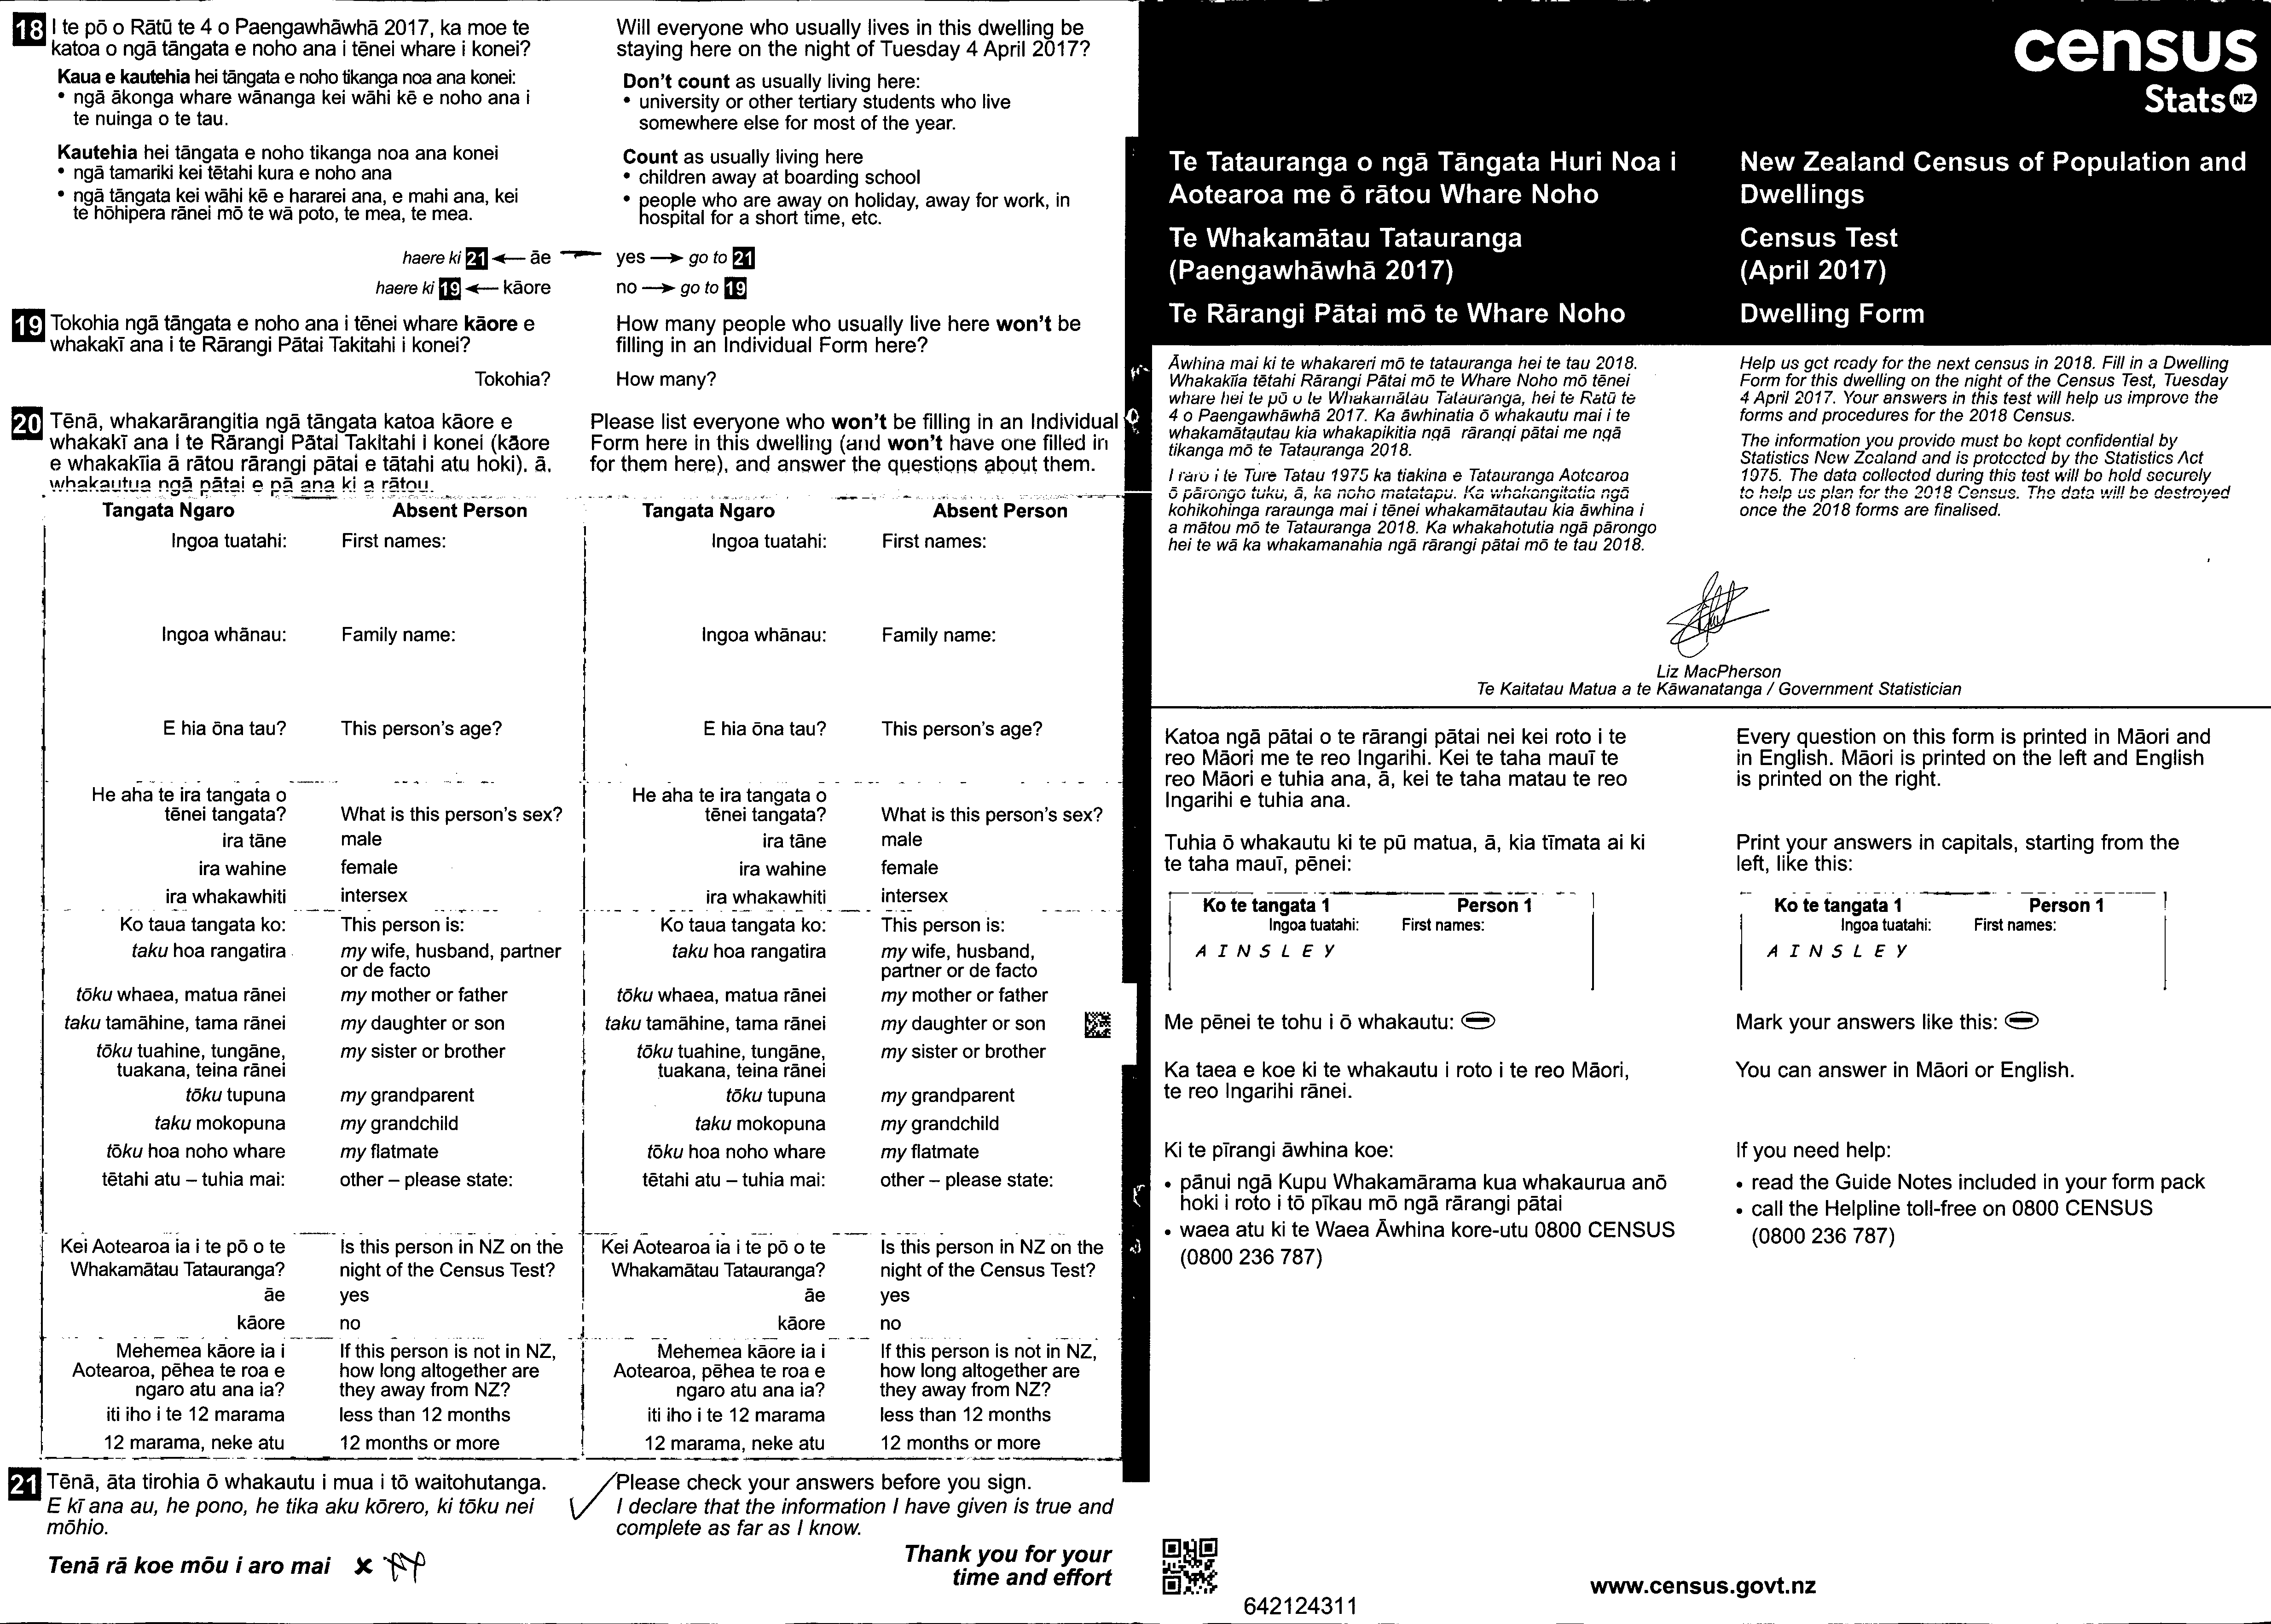 18 I te pō o Rātū te 4 o Paengawhāwhā 2017, ka moe te
katoa o ngā tāngata e noho ana i tēnei whare i konei?
Kaua e kautehia hei tāngata e noho tikanga noa ana konei:
• ngā ākonga whare wānanga kei wāhi kē e noho ana i
te nuinga o te tau.
Kautehia hei tāngata e noho tikanga noa ana konei
• ngā tamariki kei tētahi kura e noho ana
• ngā tāngata kei wāhi kē e hararei ana, e mahi ana, kei
te hōhipera rānei mō te wā poto, te mea, te mea.
Will everyone who usually lives in this dwelling be
staying here on the night of Tuesday 4 April 2017?
Don't count as usually living here:
• university or other tertiary students who live
somewhere else for most of the year.
Count as usually living here
• children away at boarding school
• people who are away on holiday, away for work, in
hospital for a short time, etc.
haere ki 21 ← āe yes → go to 21
haere ki 19 ← kāore no → go to 19
19 Tokohia ngā tāngata e noho ana i tēnei whare kāore e
whakakī ana i te Rārangi Pātai Takitahi i konei?
Tokohia?
How many people who usually live here won't be
filling in an Individual Form here?
How many?
20 Tēnā, whakarārangitia ngā tāngata katoa kāore e
whakakī ana i te Rārangi Pātai Takitahi i konei (kāore
e whakakīia ā rātou rārangi pātai e tātahi atu hoki), ā,
whakautua ngā pātai e pā ana ki a rātou.
Please list everyone who won't be filling in an Individual
Form here in this dwelling (and won't have one filled in
for them here), and answer the questions about them.
Tangata Ngaro Absent Person
Ingoa tuatahi: First names:
Ingoa whānau: Family name:
E hia ōna tau? This person's age?
He aha te ira tangata o
tēnei tangata? What is this person's sex?
ira tāne male
ira wahine female
ira whakawhiti intersex
Ko taua tangata ko: This person is:
taku hoa rangatira my wife, husband, partner
or de facto
tōku whaea, matua rānei my mother or father
taku tamāhine, tama rānei my daughter or son
tōku tuahine, tungāne, my sister or brother
tuakana, teina rānei
tōku tupuna my grandparent
taku mokopuna my grandchild
tōku hoa noho whare my flatmate
tētahi atu – tuhia mai: other – please state:
Kei Aotearoa ia i te pō o te Is this person in NZ on the
Whakamātau Tatauranga? night of the Census Test?
āe yes
kāore no
Mehemea kāore ia i If this person is not in NZ,
Aotearoa, pēhea te roa e how long altogether are
ngaro atu ana ia? they away from NZ?
iti iho i te 12 marama less than 12 months
12 marama, neke atu 12 months or more
Tangata Ngaro Absent Person
Ingoa tuatahi: First names:
Ingoa whānau: Family name:
E hia ōna tau? This person's age?
He aha te ira tangata o
tēnei tangata? What is this person's sex?
ira tāne male
ira wahine female
ira whakawhiti intersex
Ko taua tangata ko: This person is:
taku hoa rangatira my wife, husband,
partner or de facto
tōku whaea, matua rānei my mother or father
taku tamāhine, tama rānei my daughter or son
tōku tuahine, tungāne, my sister or brother
tuakana, teina rānei
tōku tupuna my grandparent
taku mokopuna my grandchild
tōku hoa noho whare my flatmate
tētahi atu – tuhia mai: other – please state:
Kei Aotearoa ia i te pō o te Is this person in NZ on the
Whakamātau Tatauranga? night of the Census Test?
āe yes
kāore no
Mehemea kāore ia i If this person is not in NZ,
Aotearoa, pēhea te roa e how long altogether are
ngaro atu ana ia? they away from NZ?
iti iho i te 12 marama less than 12 months
12 marama, neke atu 12 months or more
21 Tēnā, āta tirohia ō whakautu i mua i tō waitohutanga.
E kī ana au, he pono, he tika aku kōrero, ki tōku nei
mōhio.
Tenā rā koe mōu i aro mai ✗
Please check your answers before you sign.
I declare that the information I have given is true and
complete as far as I know.
Thank you for your
time and effort
census
Stats NZ
Te Tatauranga o ngā Tāngata Huri Noa i
Aotearoa me ō rātou Whare Noho
Te Whakamātau Tatauranga
(Paengawhāwhā 2017)
Te Rārangi Pātai mō te Whare Noho
New Zealand Census of Population and
Dwellings
Census Test
(April 2017)
Dwelling Form
Āwhina mai ki te whakareri mō te tatauranga hei te tau 2018.
Whakakīia tētahi Rārangi Pātai mō te Whare Noho mō tēnei
whare hei te pō o te Whakamātau Tatauranga, hei te Ratū te
4 o Paengawhāwhā 2017. Ka āwhinatia ō whakautu mai i te
whakamātautau kia whakapikitia ngā rārangi pātai me ngā
tikanga mō te Tatauranga 2018.
I raro i te Ture Tatau 1975 ka tiakina e Tatauranga Aotearoa
ō pārongo tuku, ā, ka noho matatapu. Ka whakangitatia ngā
kohikohinga raraunga mai i tēnei whakamātautau kia āwhina i
a mātou mō te Tatauranga 2018. Ka whakahotutia ngā pārongo
hei te wā ka whakamanahia ngā rārangi pātai mō te tau 2018.
Help us get ready for the next census in 2018. Fill in a Dwelling
Form for this dwelling on the night of the Census Test, Tuesday
4 April 2017. Your answers in this test will help us improve the
forms and procedures for the 2018 Census.
The information you provide must be kept confidential by
Statistics New Zealand and is protected by the Statistics Act
1975. The data collected during this test will be held securely
to help us plan for the 2018 Census. The data will be destroyed
once the 2018 forms are finalised.
Liz MacPherson
Te Kaitatau Matua a te Kāwanatanga / Government Statistician
Katoa ngā pātai o te rārangi pātai nei kei roto i te
reo Māori me te reo Ingarihi. Kei te taha mauī te
reo Māori e tuhia ana, ā, kei te taha matau te reo
Ingarihi e tuhia ana.
Tuhia ō whakautu ki te pū matua, ā, kia tīmata ai ki
te taha mauī, pēnei:
Ko te tangata 1 Person 1
Ingoa tuatahi: First names:
AINSLEY
Me pēnei te tohu i ō whakautu:
Ka taea e koe ki te whakautu i roto i te reo Māori,
te reo Ingarihi rānei.
Ki te pīrangi āwhina koe:
• pānui ngā Kupu Whakamārama kua whakaurua anō
hoki i roto i tō pīkau mō ngā rārangi pātai
• waea atu ki te Waea Āwhina kore-utu 0800 CENSUS
(0800 236 787)
Every question on this form is printed in Māori and
in English. Māori is printed on the left and English
is printed on the right.
Print your answers in capitals, starting from the
left, like this:
Ko te tangata 1 Person 1
Ingoa tuatahi: First names:
AINSLEY
Mark your answers like this:
You can answer in Māori or English.
If you need help:
• read the Guide Notes included in your form pack
• call the Helpline toll-free on 0800 CENSUS
(0800 236 787)
642124311
www.census.govt.nz